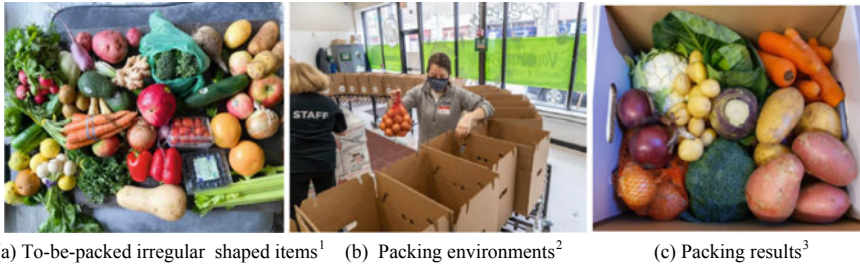 STAFF
(a) To-be-packed irregular shaped items1 (b) Packing environments2 (c) Packing results3